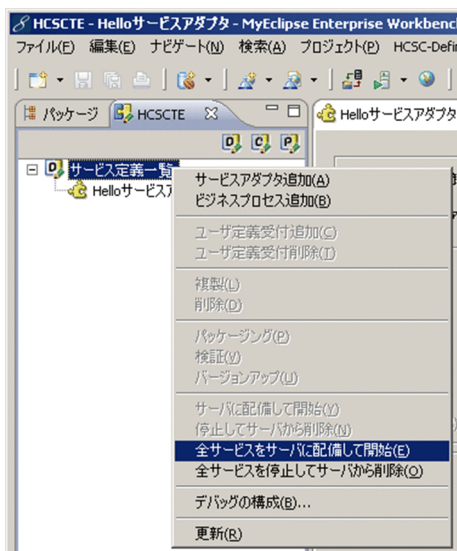 HCSCTE - Helloサービスアダプタ - MyEclipse Enterprise Workbenc
ファイル(F) 編集(E) ナビゲート(N) 検索(A) プロジェクト(P) HCSC-Defi
パッケージ HCSCTE Helloサービスアダプタ
サービス定義一覧
Helloサービスア
サービスアダプタ追加(A)
ビジネスプロセス追加(B)
ユーザ定義受付追加(C)
ユーザ定義受付削除(T)
複製(L)
削除(D)
パッケージング(P)
検証(V)
バージョンアップ(U)
サーバに配備して開始(Y)
停止してサーバから削除(N)
全サービスをサーバに配備して開始(E)
全サービスを停止してサーバから削除(O)
デバッグの構成(B)...
更新(R)